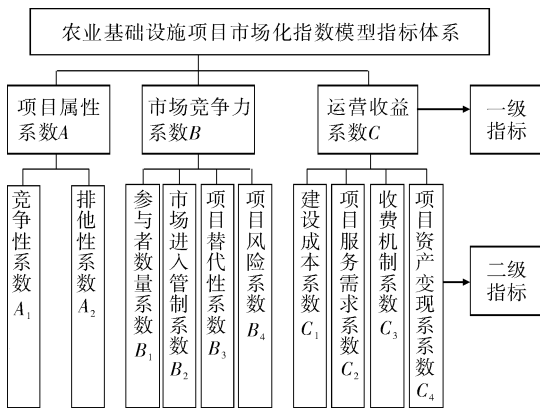 农业基础设施项目市场化指数模型指标体系
项目属性
系数A
市场竞争力
系数B
运营收益
系数C
一级
指标
竞争性系数A₁
排他性系数A₂
参与者数量系数B₁
市场进入管制系数B₂
项目替代性系数B₃
项目风险系数B₄
建设成本系数C₁
项目服务需求系数C₂
收费机制系数C₃
项目资产变现系系数C₄
二级
指标